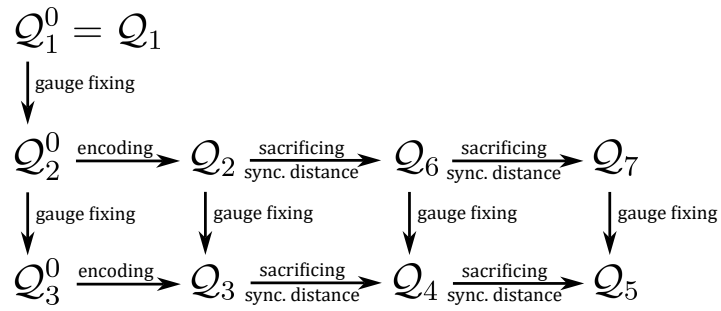 𝒬₁⁰ = 𝒬₁
gauge fixing
𝒬₂⁰ encoding 𝒬₂ sacrificing sync. distance 𝒬₆ sacrificing sync. distance 𝒬₇
gauge fixing gauge fixing gauge fixing gauge fixing
𝒬₃⁰ encoding 𝒬₃ sacrificing sync. distance 𝒬₄ sacrificing sync. distance 𝒬₅